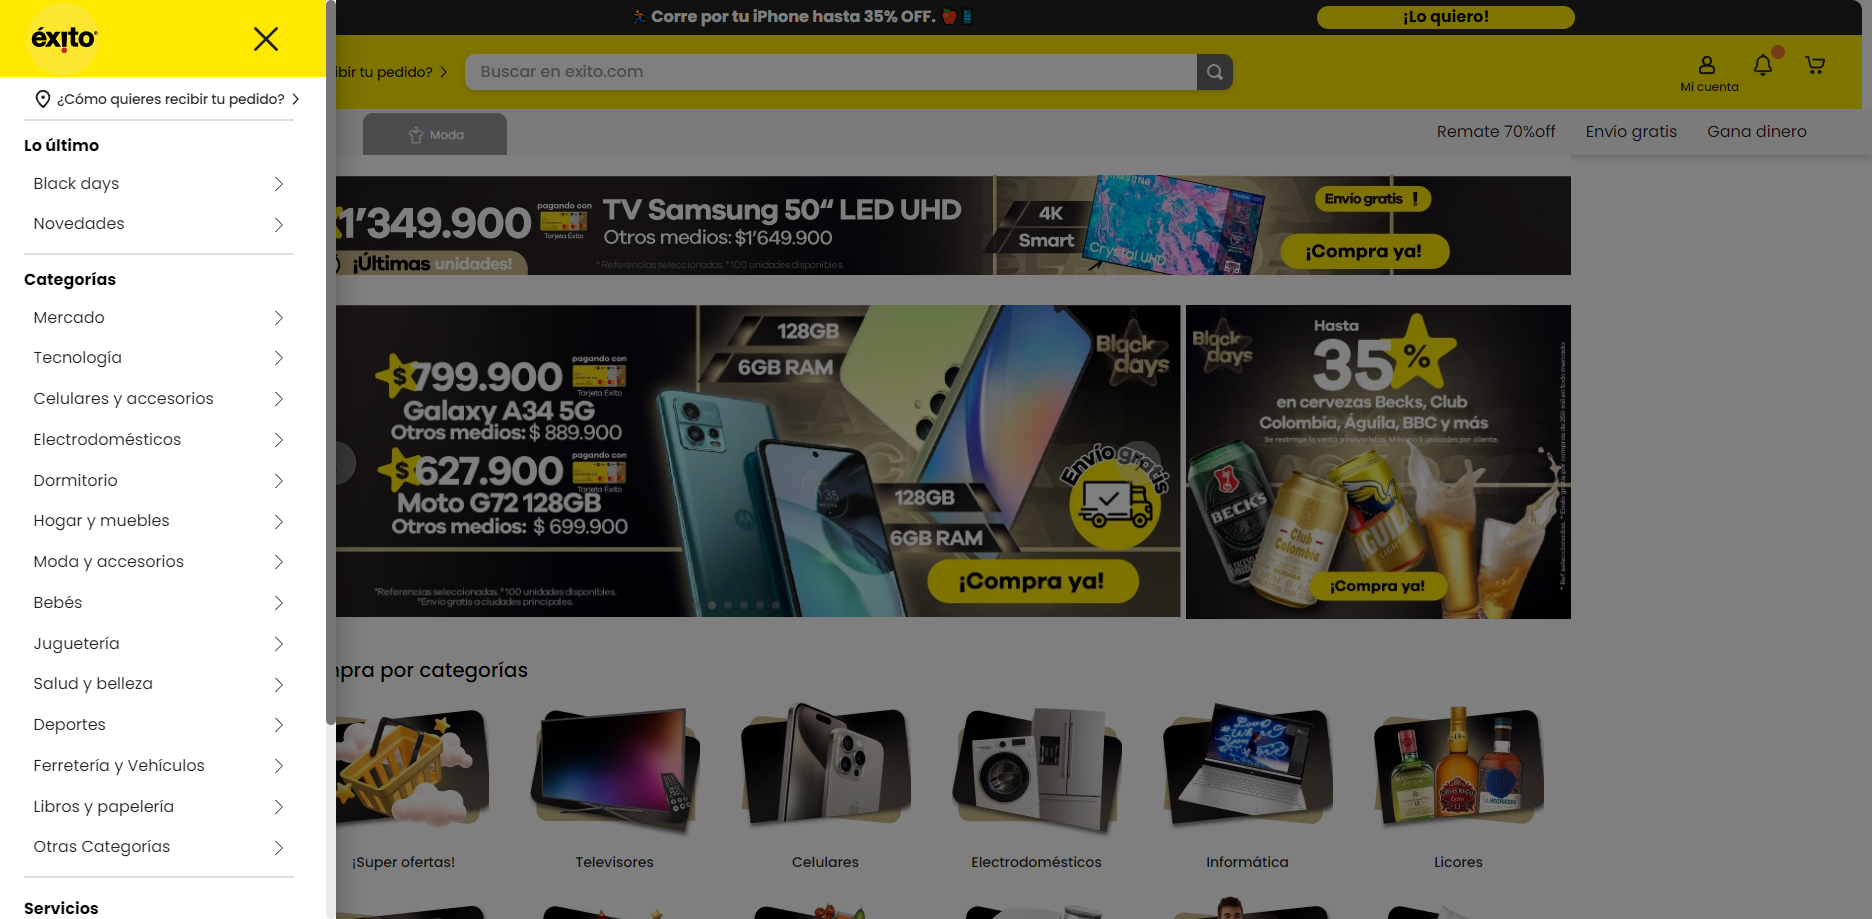 🏃 Corre por tu iPhone hasta 35% OFF. 🍎📱
¡Lo quiero!
éxito
ibir tu pedido?
Buscar en exito.com
Mi cuenta
¿Cómo quieres recibir tu pedido?
Moda
Remate 70%off
Envío gratis
Gana dinero
Lo último
Black days
Novedades
Categorías
Mercado
Tecnología
Celulares y accesorios
Electrodomésticos
Dormitorio
Hogar y muebles
Moda y accesorios
Bebés
Juguetería
Salud y belleza
Deportes
Ferretería y Vehículos
Libros y papelería
Otras Categorías
Servicios
1'349.900
pagando con
Tarjeta Éxito
¡Últimas unidades!
TV Samsung 50“ LED UHD
Otros medios: $1'649.900
*Referencias seleccionadas. *100 unidades disponibles.
4K
Smart
Crystal UHD
Envío gratis !
¡Compra ya!
$799.900
pagando con
Tarjeta Éxito
Galaxy A34 5G
Otros medios: $ 889.900
$627.900
pagando con
Tarjeta Éxito
Moto G72 128GB
Otros medios: $ 699.900
*Referencias seleccionadas. *100 unidades disponibles.
*Envío gratis a ciudades principales.
128GB
6GB RAM
128GB
6GB RAM
Black days
Envío gratis
¡Compra ya!
Black days
Hasta
35%
en cervezas Becks, Club
Colombia, Águila, BBC y más
Se restringe la venta a mayoristas. Máximo 5 unidades por cliente.
BECK'S
Club
Colombia
AGUILA
LIGHT
¡Compra ya!
pra por categorías
¡Super ofertas!
Televisores
Celulares
Electrodomésticos
Informática
Licores